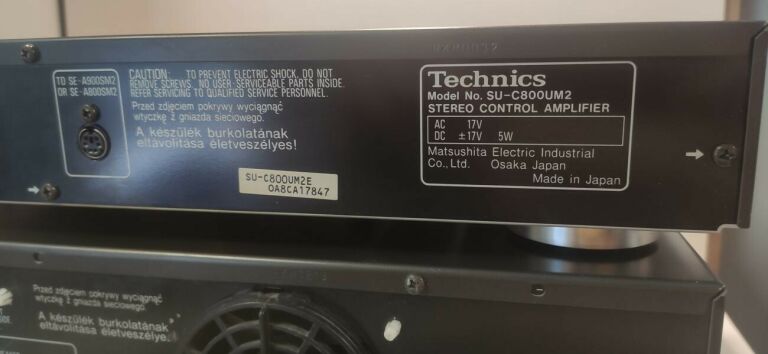 TO SE-A900SM2
OR SE-A800SM2
CAUTION: TO PREVENT ELECTRIC SHOCK, DO NOT
REMOVE SCREWS. NO USER-SERVICEABLE PARTS INSIDE.
REFER SERVICING TO QUALIFIED SERVICE PERSONNEL.
Przed zdjęciem pokrywy wyciągnąć
wtyczkę z gniazda sieciowego.
A készülék burkolatának
eltávolitása életveszélyes!
SU-C800UM2E
OA8CA17847
Technics
Model No. SU-C800UM2
STEREO CONTROL AMPLIFIER
AC 17V
DC ±17V 5W
Matsushita Electric Industrial
Co., Ltd. Osaka Japan
Made in Japan
Przed zdjęciem pokrywy wyciągnąć
wtyczkę z gniazda sieciowego.
A készülék burkolatának
eltávolitása életveszélyes